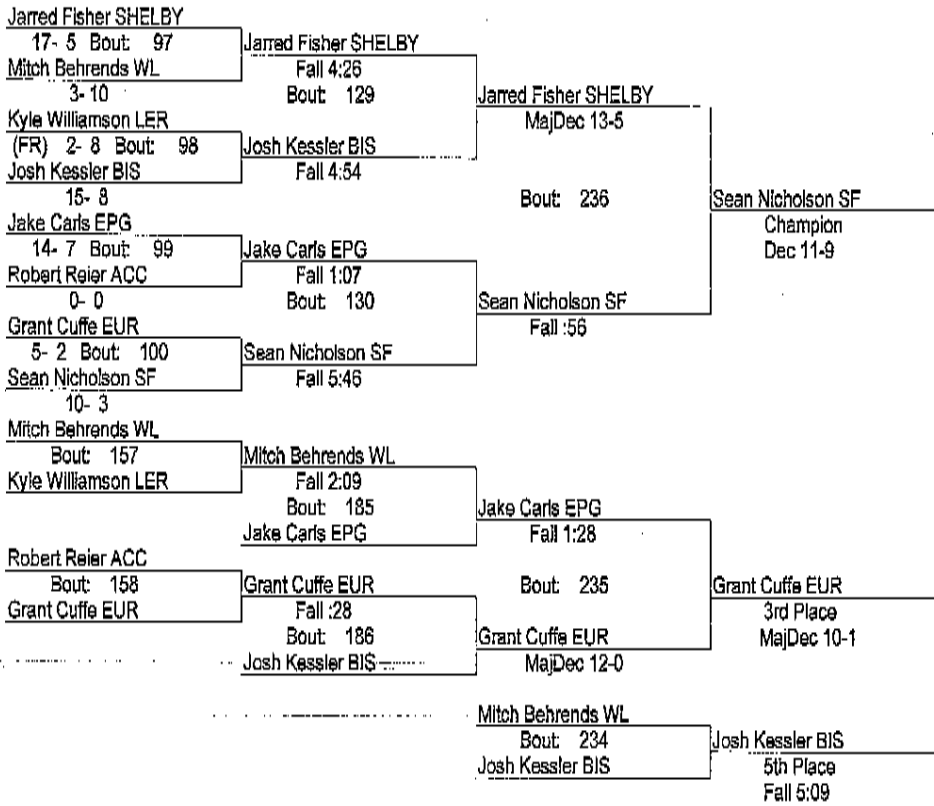 Jarred Fisher SHELBY
17- 5 Bout: 97
Mitch Behrends WL
3- 10
Kyle Williamson LER
(FR) 2- 8 Bout: 98
Josh Kessler BIS
15- 8
Jake Carls EPG
14- 7 Bout: 99
Robert Reier ACC
0- 0
Grant Cuffe EUR
5- 2 Bout: 100
Sean Nicholson SF
10- 3
Jarred Fisher SHELBY
Fall 4:26
Bout: 129
Josh Kessler BIS
Fall 4:54
Jake Carls EPG
Fall 1:07
Bout: 130
Sean Nicholson SF
Fall 5:46
Jarred Fisher SHELBY
MajDec 13-5
Bout: 236
Sean Nicholson SF
Fall :56
Sean Nicholson SF
Champion
Dec 11-9
Mitch Behrends WL
Bout: 157
Kyle Williamson LER
Robert Reier ACC
Bout: 158
Grant Cuffe EUR
Mitch Behrends WL
Fall 2:09
Bout: 185
Jake Carls EPG
Grant Cuffe EUR
Fall :28
Bout: 186
Josh Kessler BIS
Jake Carls EPG
Fall 1:28
Bout: 235
Grant Cuffe EUR
MajDec 12-0
Grant Cuffe EUR
3rd Place
MajDec 10-1
Mitch Behrends WL
Bout: 234
Josh Kessler BIS
Josh Kessler BIS
5th Place
Fall 5:09